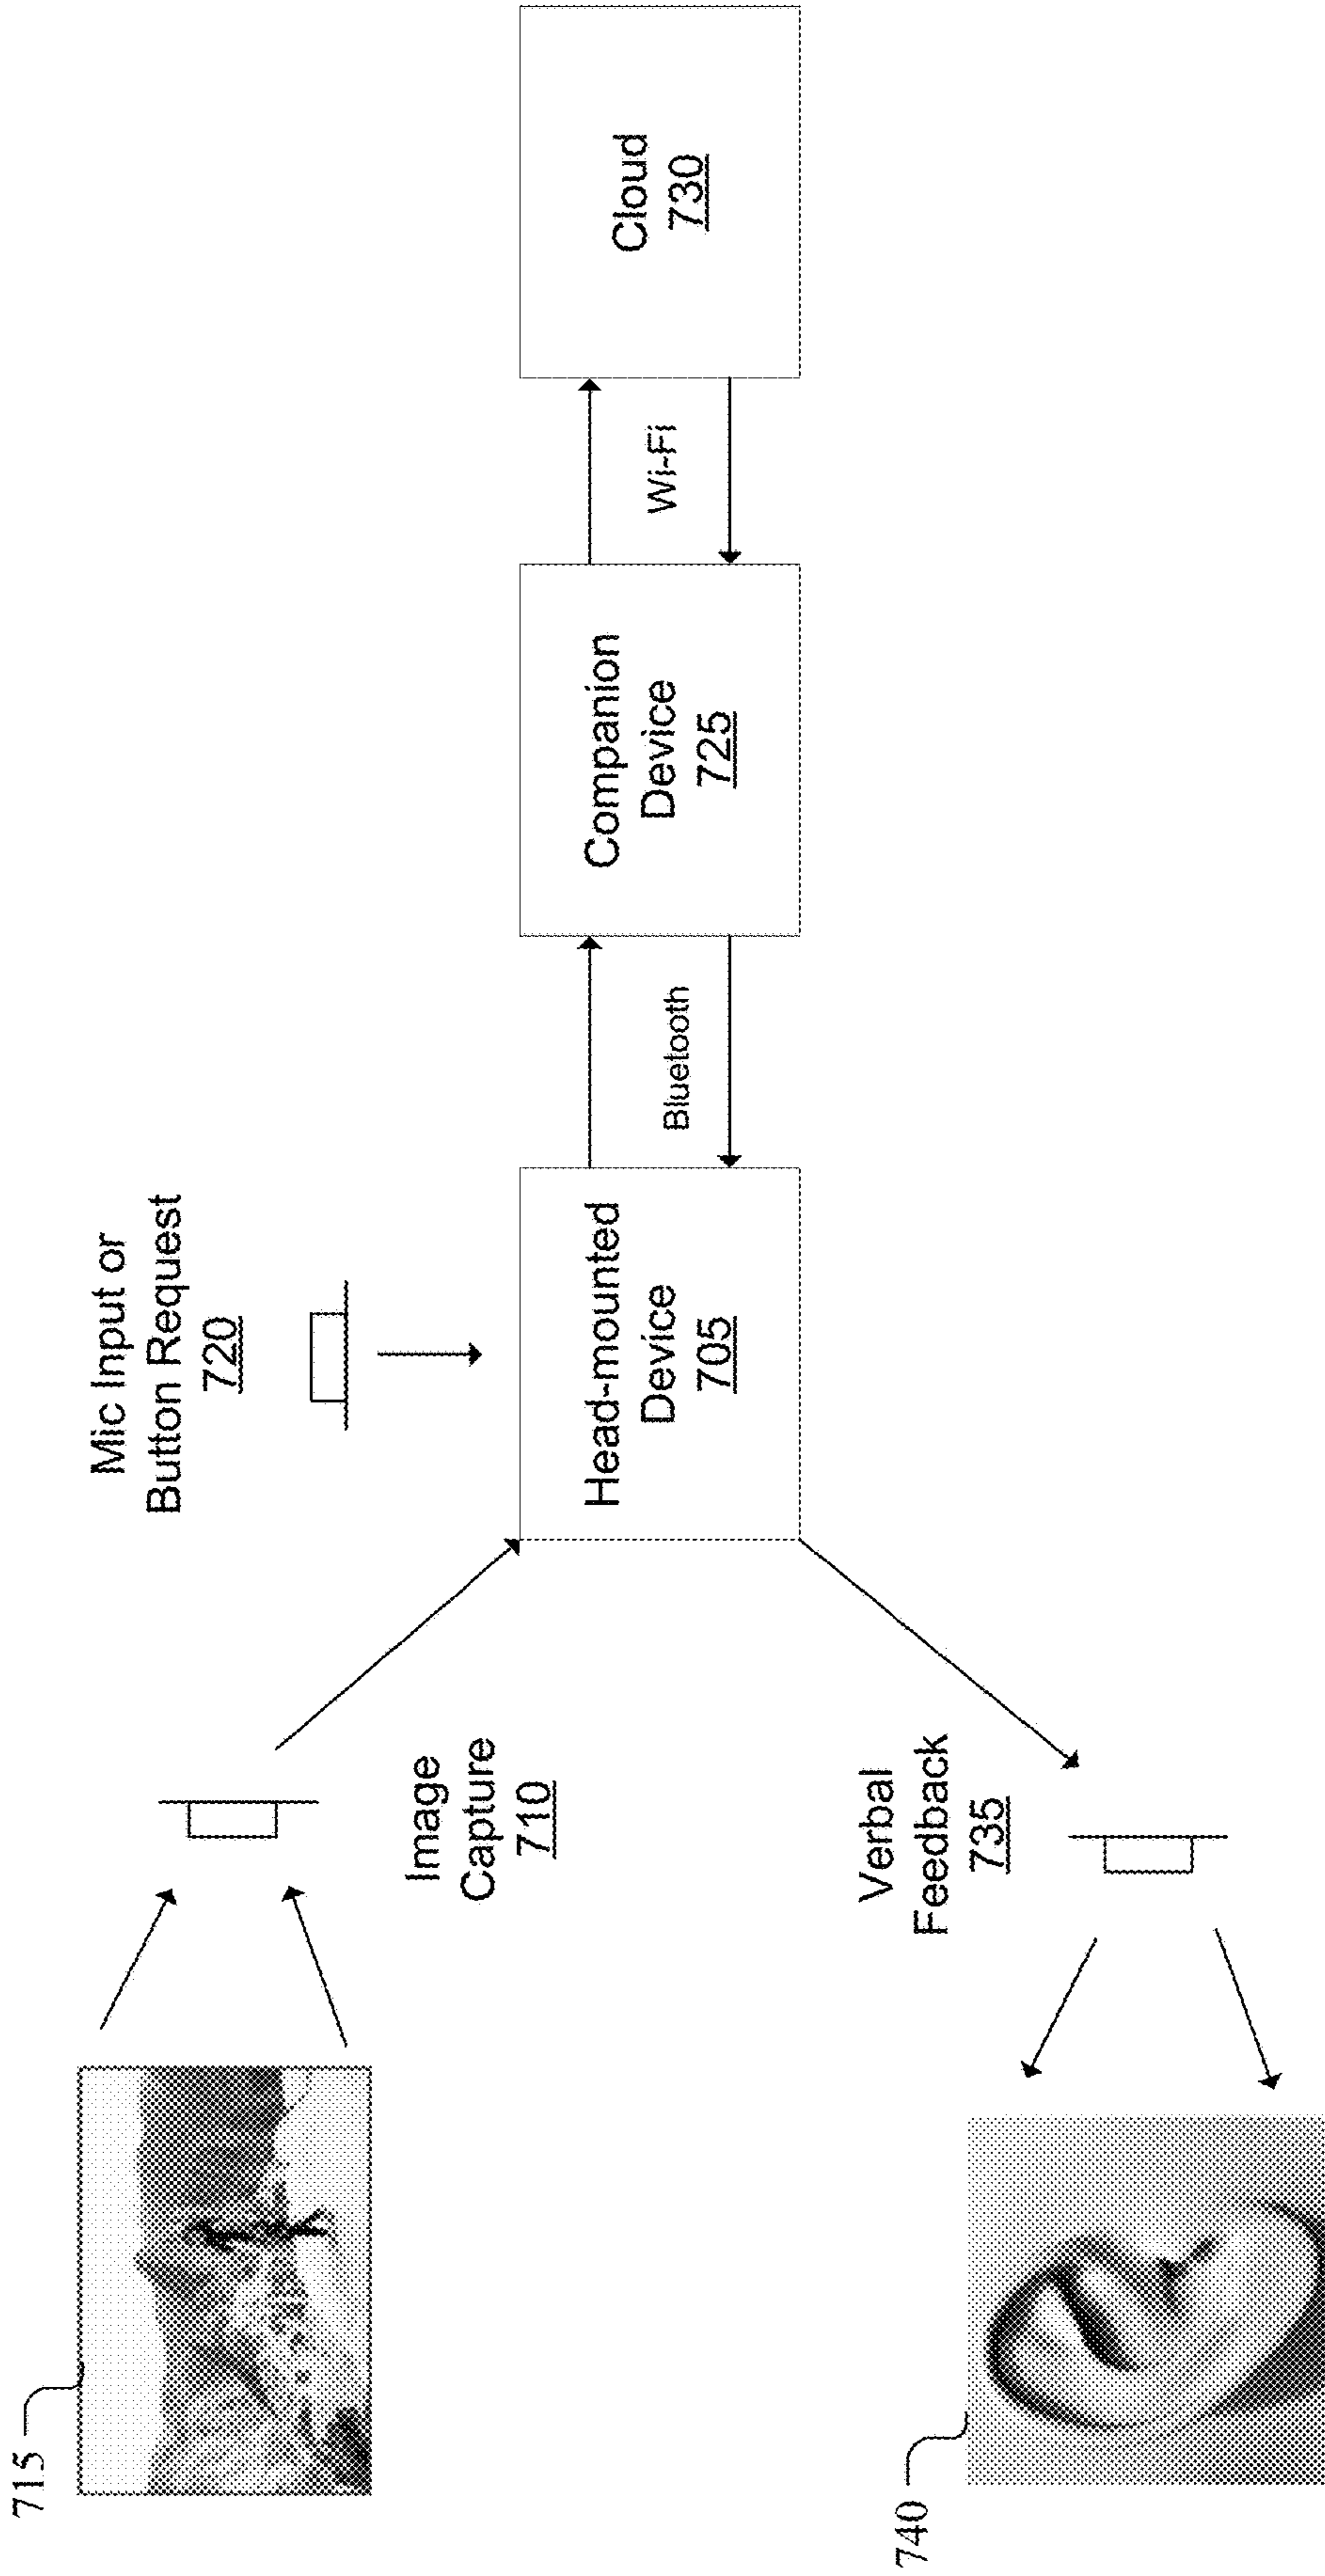 715
Image
Capture
710
Mic Input or
Button Request
720
Head-mounted
Device
705
Bluetooth
Companion
Device
725
Wi-Fi
Cloud
730
Verbal
Feedback
735
740